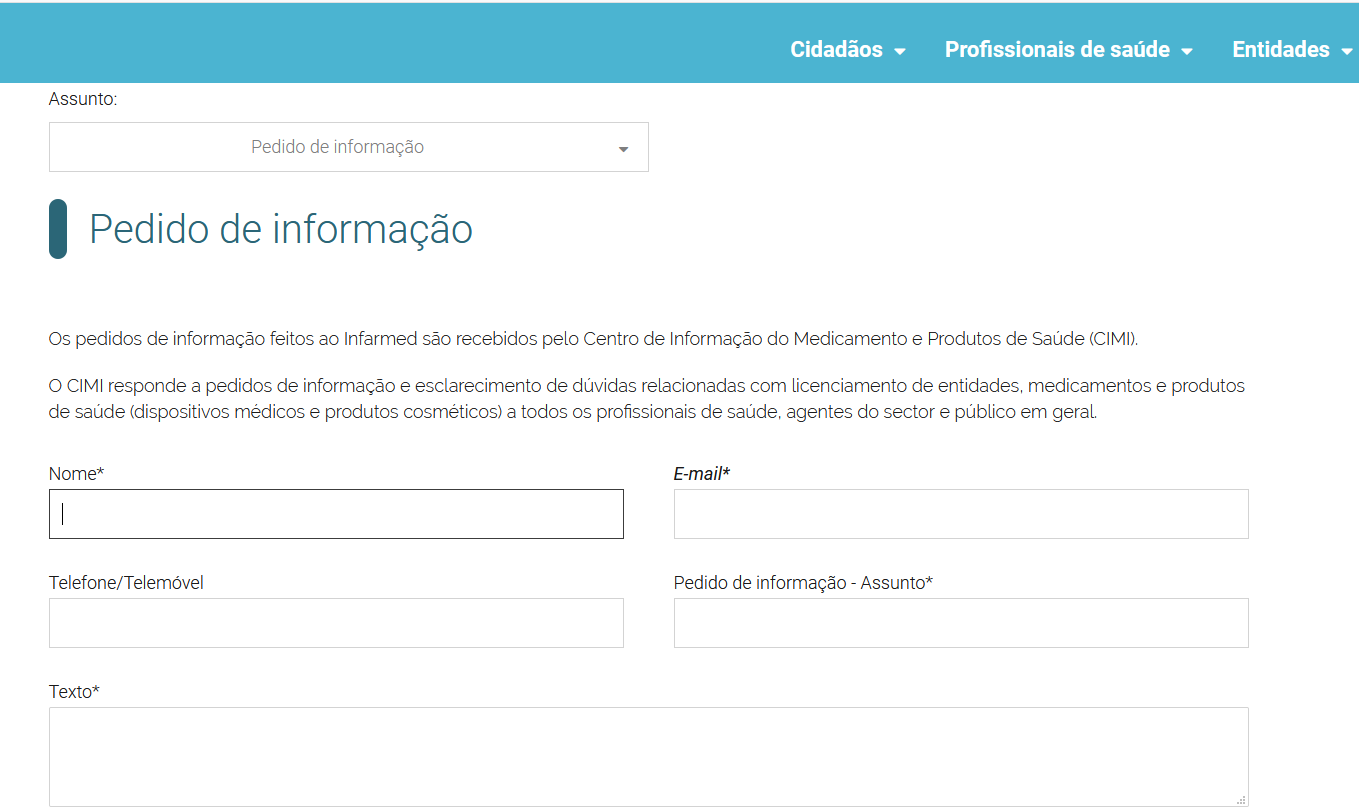 Cidadãos
Profissionais de saúde
Entidades
Assunto:
Pedido de informação
Pedido de informação
Os pedidos de informação feitos ao Infarmed são recebidos pelo Centro de Informação do Medicamento e Produtos de Saúde (CIMI).
O CIMI responde a pedidos de informação e esclarecimento de dúvidas relacionadas com licenciamento de entidades, medicamentos e produtos
de saúde (dispositivos médicos e produtos cosméticos) a todos os profissionais de saúde, agentes do sector e público em geral.
Nome*
E-mail*
Telefone/Telemóvel
Pedido de informação - Assunto*
Texto*